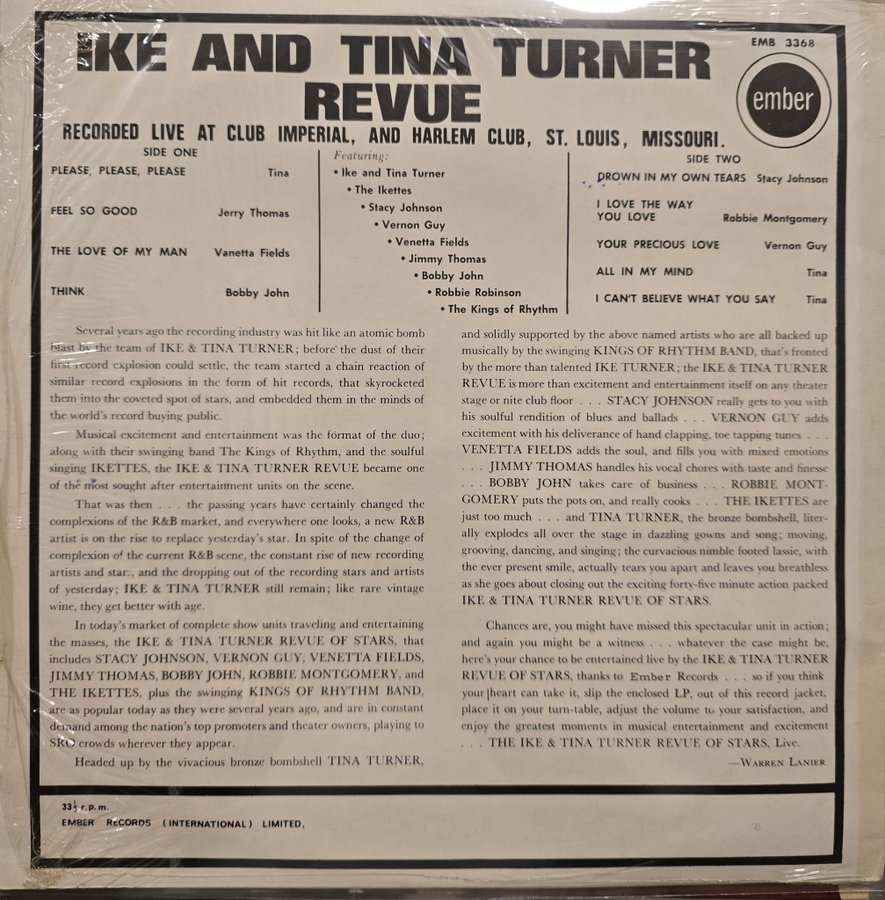 IKE AND TINA TURNER
REVUE
EMB 3368
ember
RECORDED LIVE AT CLUB IMPERIAL, AND HARLEM CLUB, ST. LOUIS, MISSOURI.
SIDE ONE
PLEASE, PLEASE, PLEASE Tina
FEEL SO GOOD Jerry Thomas
THE LOVE OF MY MAN Vanetta Fields
THINK Bobby John
Featuring:
• Ike and Tina Turner
• The Ikettes
• Stacy Johnson
• Vernon Guy
• Venetta Fields
• Jimmy Thomas
• Bobby John
• Robbie Robinson
• The Kings of Rhythm
SIDE TWO
DROWN IN MY OWN TEARS Stacy Johnson
I LOVE THE WAY
YOU LOVE Robbie Montgomery
YOUR PRECIOUS LOVE Vernon Guy
ALL IN MY MIND Tina
I CAN'T BELIEVE WHAT YOU SAY Tina
Several years ago the recording industry was hit like an atomic bomb
blast by the team of IKE & TINA TURNER; before the dust of their
first record explosion could settle, the team started a chain reaction of
similar record explosions in the form of hit records, that skyrocketed
them into the coveted spot of stars, and embedded them in the minds of
the world's record buying public.
Musical excitement and entertainment was the format of the duo;
along with their swinging band The Kings of Rhythm, and the soulful
singing IKETTES, the IKE & TINA TURNER REVUE became one
of the most sought after entertainment units on the scene.
That was then . . . the passing years have certainly changed the
complexions of the R&B market, and everywhere one looks, a new R&B
artist is on the rise to replace yesterday's star. In spite of the change of
complexion of the current R&B scene, the constant rise of new recording
artists and stars, and the dropping out of the recording stars and artists
of yesterday; IKE & TINA TURNER still remain; like rare vintage
wine, they get better with age.
In today's market of complete show units traveling and entertaining
the masses, the IKE & TINA TURNER REVUE OF STARS, that
includes STACY JOHNSON, VERNON GUY, VENETTA FIELDS,
JIMMY THOMAS, BOBBY JOHN, ROBBIE MONTGOMERY, and
THE IKETTES, plus the swinging KINGS OF RHYTHM BAND,
are as popular today as they were several years ago, and are in constant
demand among the nation's top promoters and theater owners, playing to
SRO crowds wherever they appear.
Headed up by the vivacious bronze bombshell TINA TURNER,
and solidly supported by the above named artists who are all backed up
musically by the swinging KINGS OF RHYTHM BAND, that's fronted
by the more than talented IKE TURNER; the IKE & TINA TURNER
REVUE is more than excitement and entertainment itself on any theater
stage or nite club floor . . . STACY JOHNSON really gets to you with
his soulful rendition of blues and ballads . . . VERNON GUY adds
excitement with his deliverance of hand clapping, toe tapping tunes . . .
VENETTA FIELDS adds the soul, and fills you with mixed emotions
. . . JIMMY THOMAS handles his vocal chores with taste and finesse
. . . BOBBY JOHN takes care of business . . . ROBBIE MONT-
GOMERY puts the pots on, and really cooks . . . THE IKETTES are
just too much . . . and TINA TURNER, the bronze bombshell, liter-
ally explodes all over the stage in dazzling gowns and song; moving,
grooving, dancing, and singing; the curvacious nimble footed lassie, with
the ever present smile, actually tears you apart and leaves you breathless
as she goes about closing out the exciting forty-five minute action packed
IKE & TINA TURNER REVUE OF STARS.
Chances are, you might have missed this spectacular unit in action;
and again you might be a witness . . . whatever the case might be,
here's your chance to be entertained live by the IKE & TINA TURNER
REVUE OF STARS, thanks to Ember Records . . . so if you think
your heart can take it, slip the enclosed LP, out of this record jacket,
place it on your turn-table, adjust the volume to your satisfaction, and
enjoy the greatest moments in musical entertainment and excitement
. . . THE IKE & TINA TURNER REVUE OF STARS, Live.
—WARREN LANIER
33⅓ r.p.m.
EMBER RECORDS (INTERNATIONAL) LIMITED,